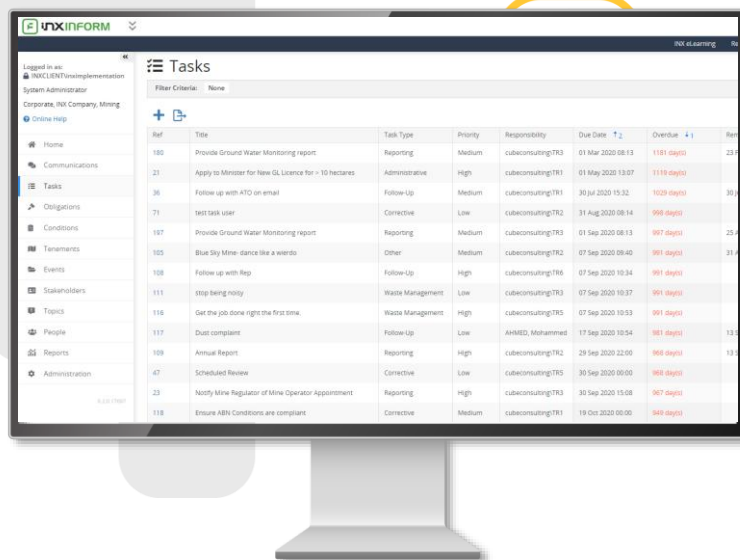 INXINFORM
INX eLearning Re
Logged in as:
INXCLIENT\inximplementation
System Administrator
Corporate, INX Company, Mining
Online Help
Home
Communications
Tasks
Obligations
Conditions
Tenements
Events
Stakeholders
Topics
People
Reports
Administration
Tasks
Filter Criteria: None
Ref Title Task Type Priority Responsibility Due Date 2 Overdue 1 Rem
180 Provide Ground Water Monitoring report Reporting Medium cubeconsulting\TR3 01 Mar 2020 08:13 1181 day(s) 23 F
21 Apply to Minister for New GL Licence for > 10 hectares Administrative High cubeconsulting\TR1 01 May 2020 13:07 1119 day(s)
36 Follow up with ATO on email Follow-Up Medium cubeconsulting\TR1 30 Jul 2020 15:32 1029 day(s) 30 J
71 test task user Corrective Low cubeconsulting\TR2 31 Aug 2020 08:14 998 day(s)
187 Provide Ground Water Monitoring report Reporting Medium cubeconsulting\TR3 01 Sep 2020 08:13 997 day(s) 25 A
105 Blue Sky Mine- dance like a wierdo Other Medium cubeconsulting\TR2 07 Sep 2020 09:40 991 day(s) 31 A
108 Follow up with Rep Follow-Up High cubeconsulting\TR6 07 Sep 2020 10:34 991 day(s)
111 stop being noisy Waste Management Low cubeconsulting\TR3 07 Sep 2020 10:37 991 day(s)
116 Get the job done right the first time. Waste Management High cubeconsulting\TR5 07 Sep 2020 10:53 991 day(s)
117 Dust complaint Follow-Up Low AHMED, Mohammed 17 Sep 2020 10:54 981 day(s) 13 S
109 Annual Report Reporting High cubeconsulting\TR2 29 Sep 2020 22:00 968 day(s) 13 S
47 Scheduled Review Corrective Low cubeconsulting\TR5 30 Sep 2020 00:00 968 day(s)
23 Notify Mine Regulator of Mine Operator Appointment Reporting High cubeconsulting\TR3 30 Sep 2020 15:08 967 day(s)
118 Ensure ABN Conditions are compliant Corrective Medium cubeconsulting\TR1 19 Oct 2020 00:00 949 day(s)